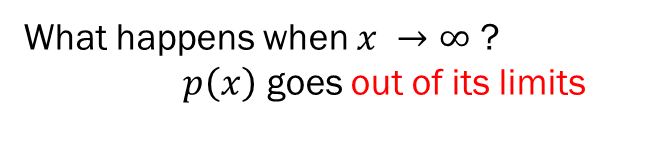 What happens when x → ∞ ?
p(x) goes out of its limits